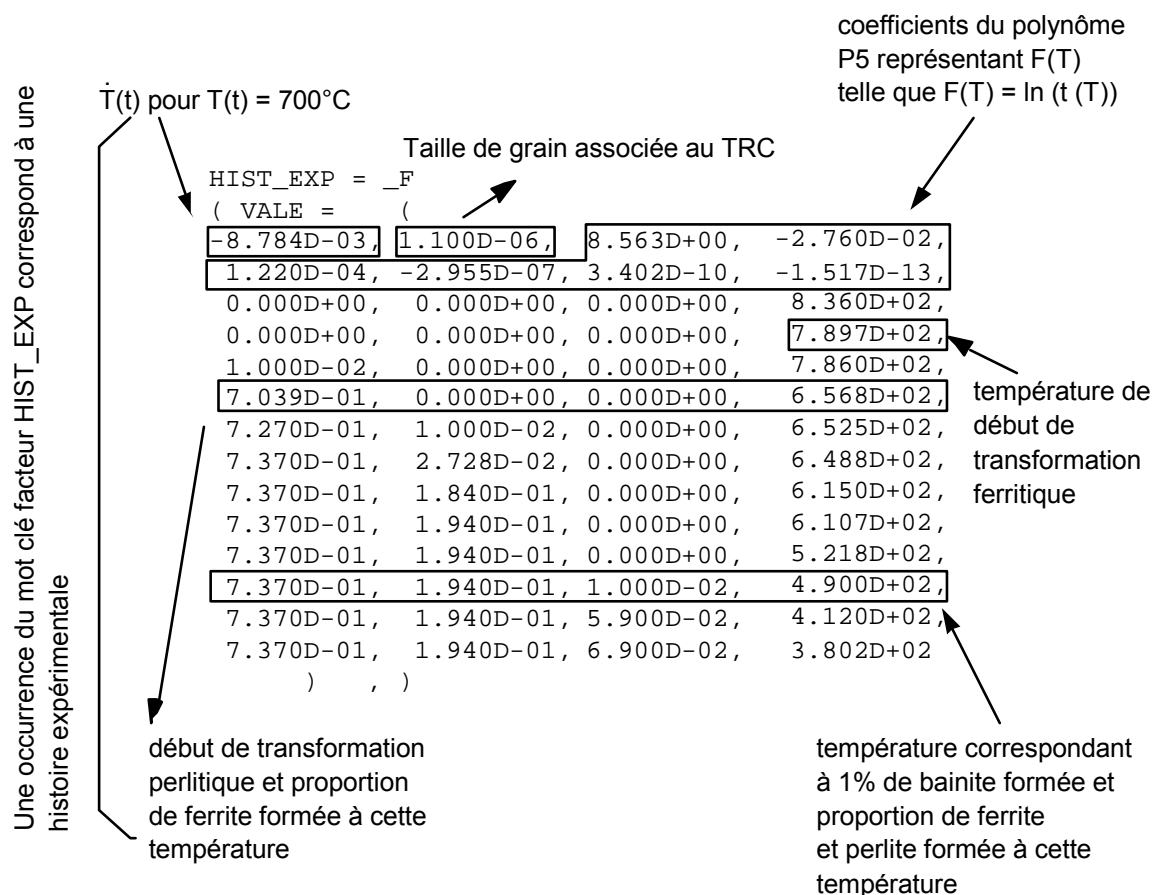 coefficients du polynôme
P5 représentant F(T)
telle que F(T) = ln (t (T))
Ṫ(t) pour T(t) = 700°C
Taille de grain associée au TRC
Une occurrence du mot clé facteur HIST_EXP correspond à une
histoire expérimentale
HIST_EXP = _F
( VALE = (
-8.784D-03, 1.100D-06, 8.563D+00, -2.760D-02,
1.220D-04, -2.955D-07, 3.402D-10, -1.517D-13,
0.000D+00, 0.000D+00, 0.000D+00, 8.360D+02,
0.000D+00, 0.000D+00, 0.000D+00, 7.897D+02,
1.000D-02, 0.000D+00, 0.000D+00, 7.860D+02,
7.039D-01, 0.000D+00, 0.000D+00, 6.568D+02,
7.270D-01, 1.000D-02, 0.000D+00, 6.525D+02,
7.370D-01, 2.728D-02, 0.000D+00, 6.488D+02,
7.370D-01, 1.840D-01, 0.000D+00, 6.150D+02,
7.370D-01, 1.940D-01, 0.000D+00, 6.107D+02,
7.370D-01, 1.940D-01, 0.000D+00, 5.218D+02,
7.370D-01, 1.940D-01, 1.000D-02, 4.900D+02,
7.370D-01, 1.940D-01, 5.900D-02, 4.120D+02,
7.370D-01, 1.940D-01, 6.900D-02, 3.802D+02
) , )
température de
début de
transformation
ferritique
début de transformation
perlitique et proportion
de ferrite formée à cette
température
température correspondant
à 1% de bainite formée et
proportion de ferrite
et perlite formée à cette
température